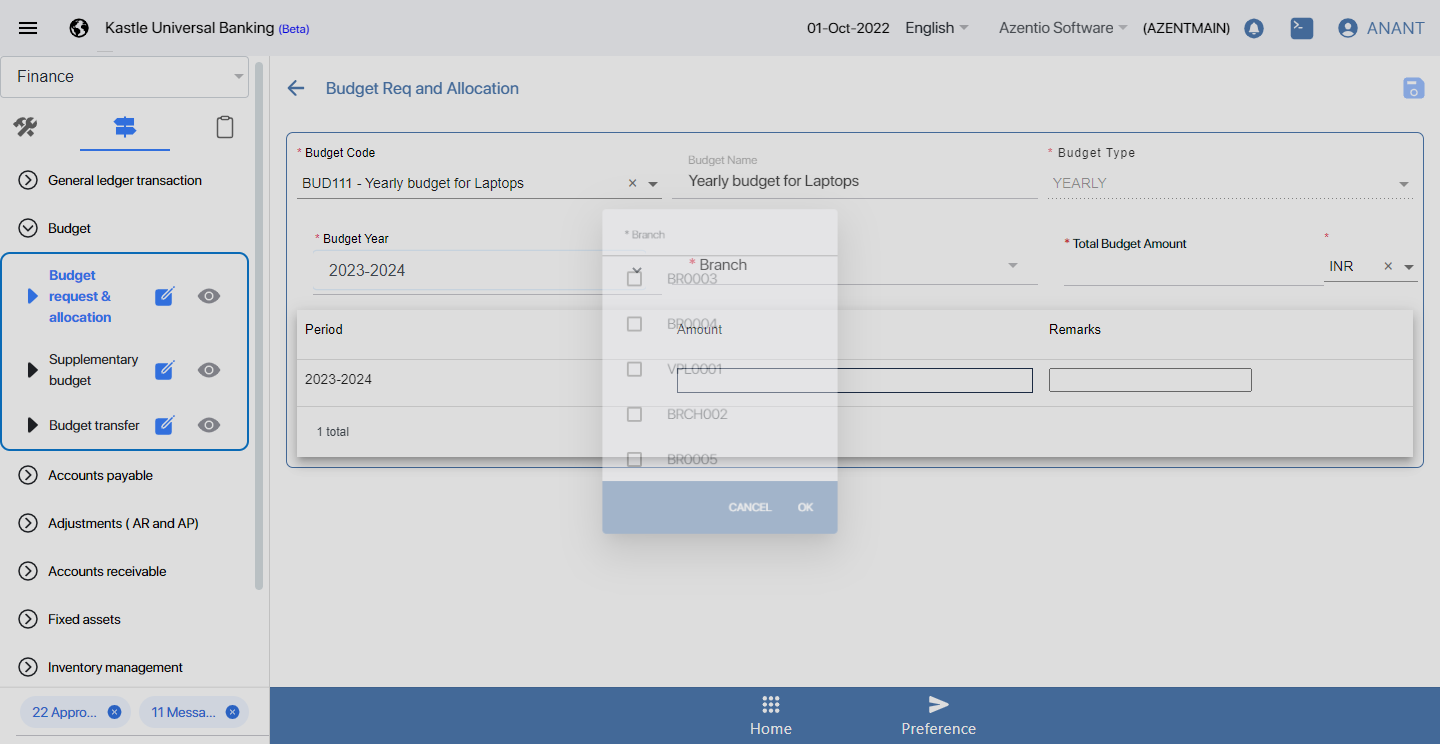 Kastle Universal Banking (Beta)
01-Oct-2022 English Azentio Software (AZENTMAIN) ANANT
Finance
General ledger transaction
Budget
Budget request & allocation
Supplementary budget
Budget transfer
Accounts payable
Adjustments ( AR and AP)
Accounts receivable
Fixed assets
Inventory management
22 Appro... 11 Messa...
Budget Req and Allocation
* Budget Code
BUD111 - Yearly budget for Laptops
Budget Name
Yearly budget for Laptops
* Budget Type
YEARLY
* Budget Year
2023-2024
* Branch
* Total Budget Amount
*
INR
Period Amount Remarks
2023-2024
1 total
* Branch
BR0003
BR0004
VPL0001
BRCH002
BR0005
CANCEL OK
Home Preference